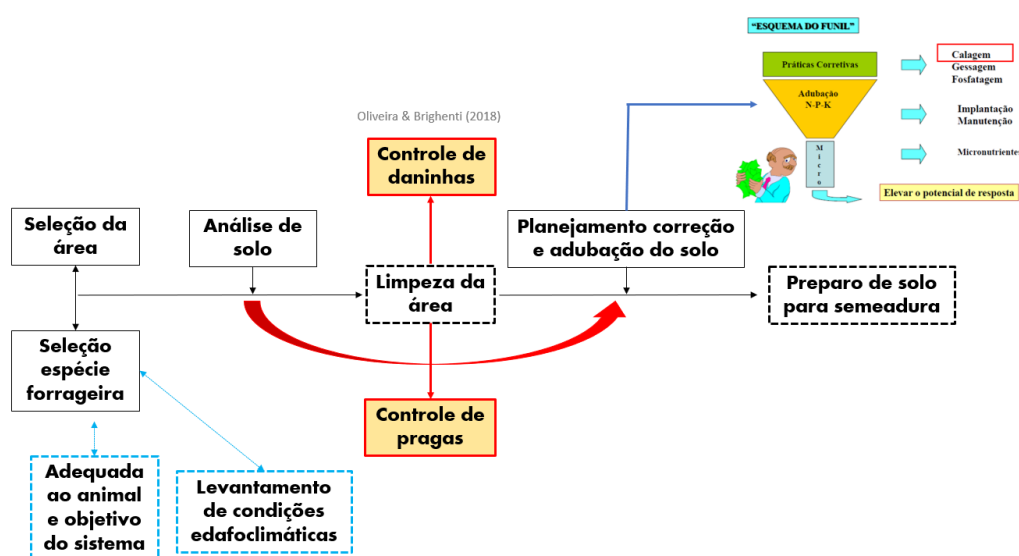 "ESQUEMA DO FUNIL"
Práticas Corretivas
Calagem
Gessagem
Fosfatagem
Adubação
N-P-K
Implantação
Manutenção
M
i
c
r
o
Micronutrientes
Elevar o potencial de resposta
Oliveira & Brighenti (2018)
Controle de
daninhas
Seleção da
área
Análise de
solo
Planejamento correção
e adubação do solo
Limpeza da
área
Preparo de solo
para semeadura
Seleção
espécie
forrageira
Controle de
pragas
Adequada
ao animal
e objetivo
do sistema
Levantamento
de condições
edafoclimáticas